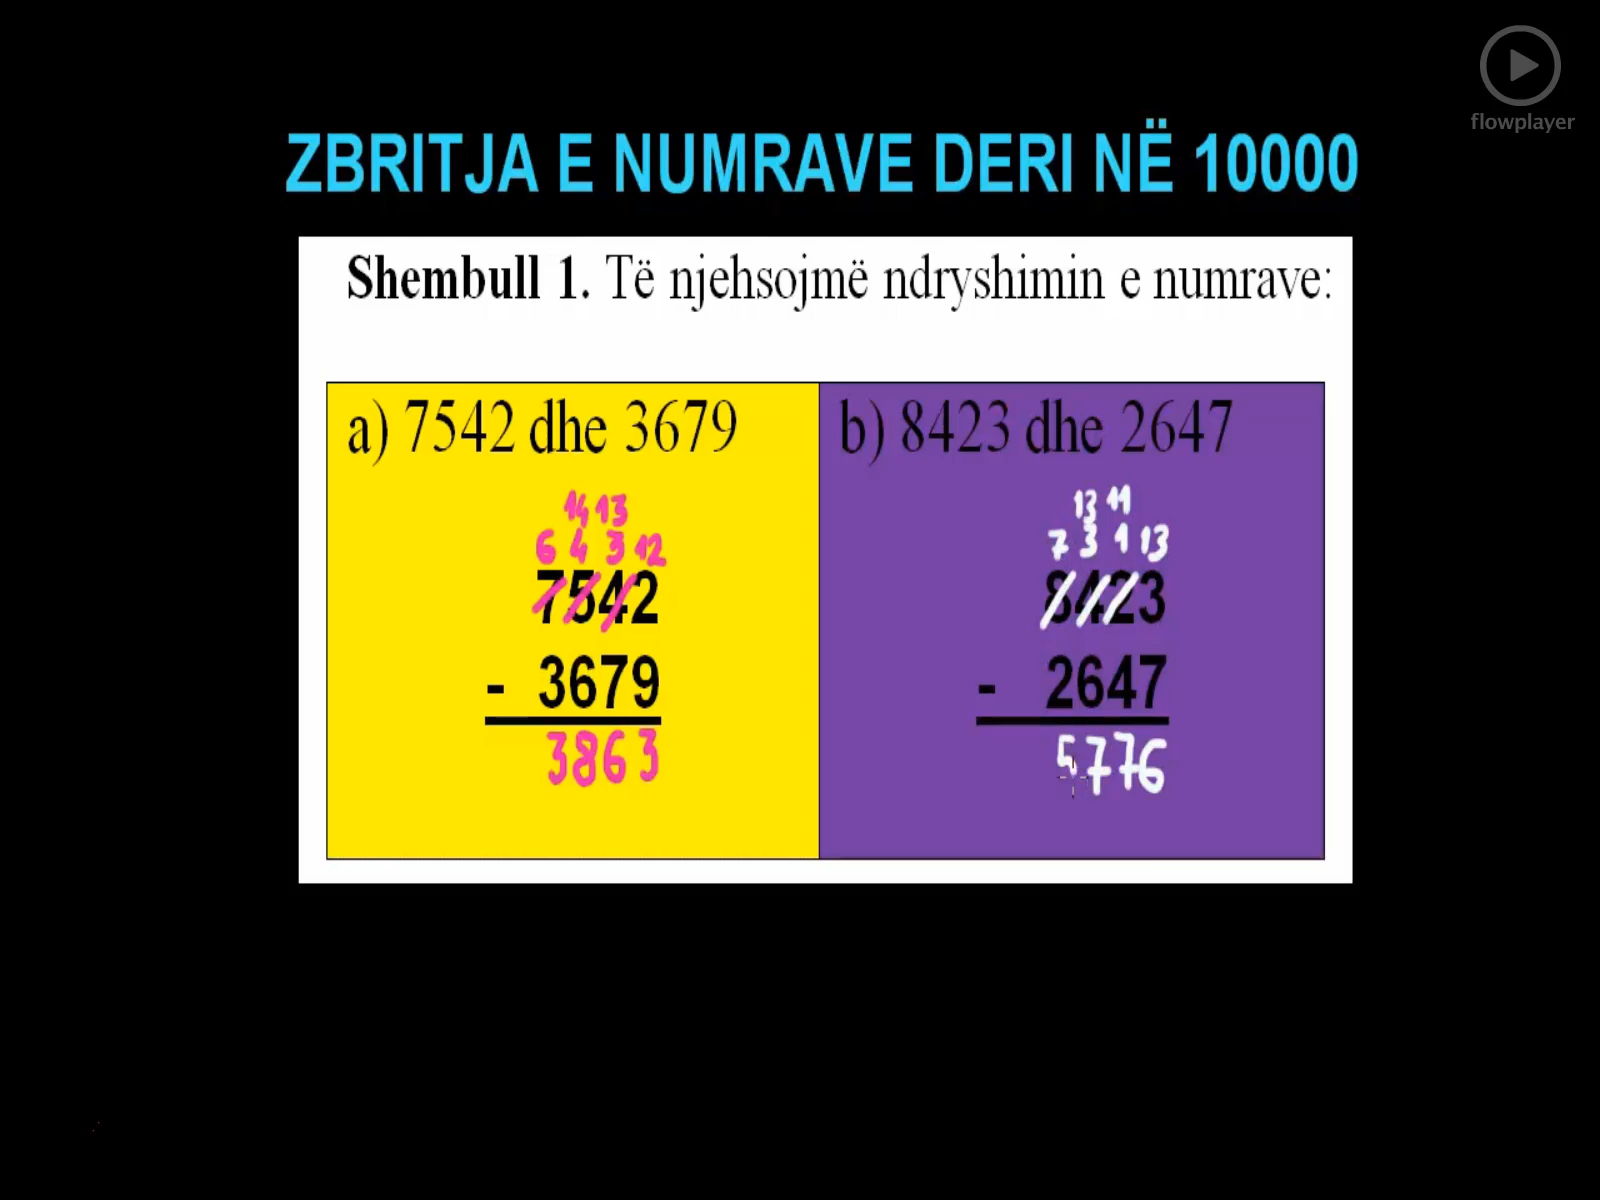 flowplayer
ZBRITJA E NUMRAVE DERI NË 10000
Shembull 1. Të njehsojmë ndryshimin e numrave:
a) 7542 dhe 3679
14 13
6 4 3 12
7542
- 3679
3863
b) 8423 dhe 2647
13 11
7 3 1 13
8423
- 2647
5776